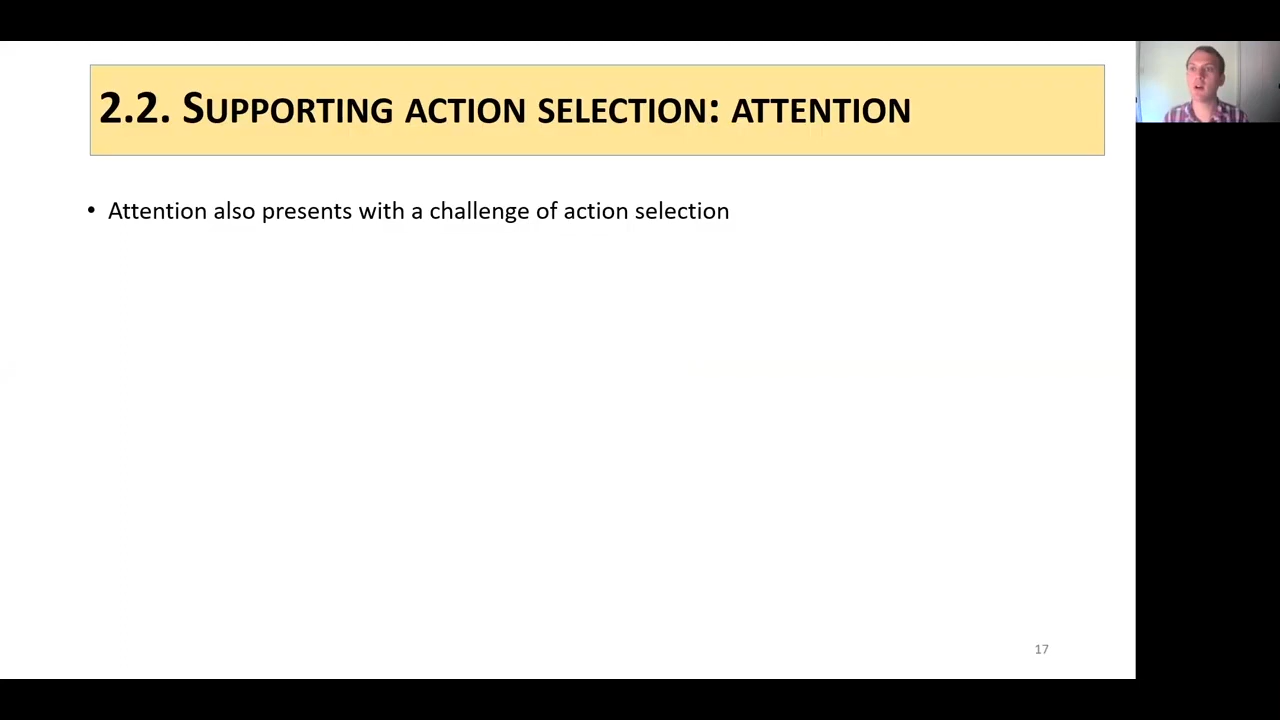 2.2. SUPPORTING ACTION SELECTION: ATTENTION
• Attention also presents with a challenge of action selection
17